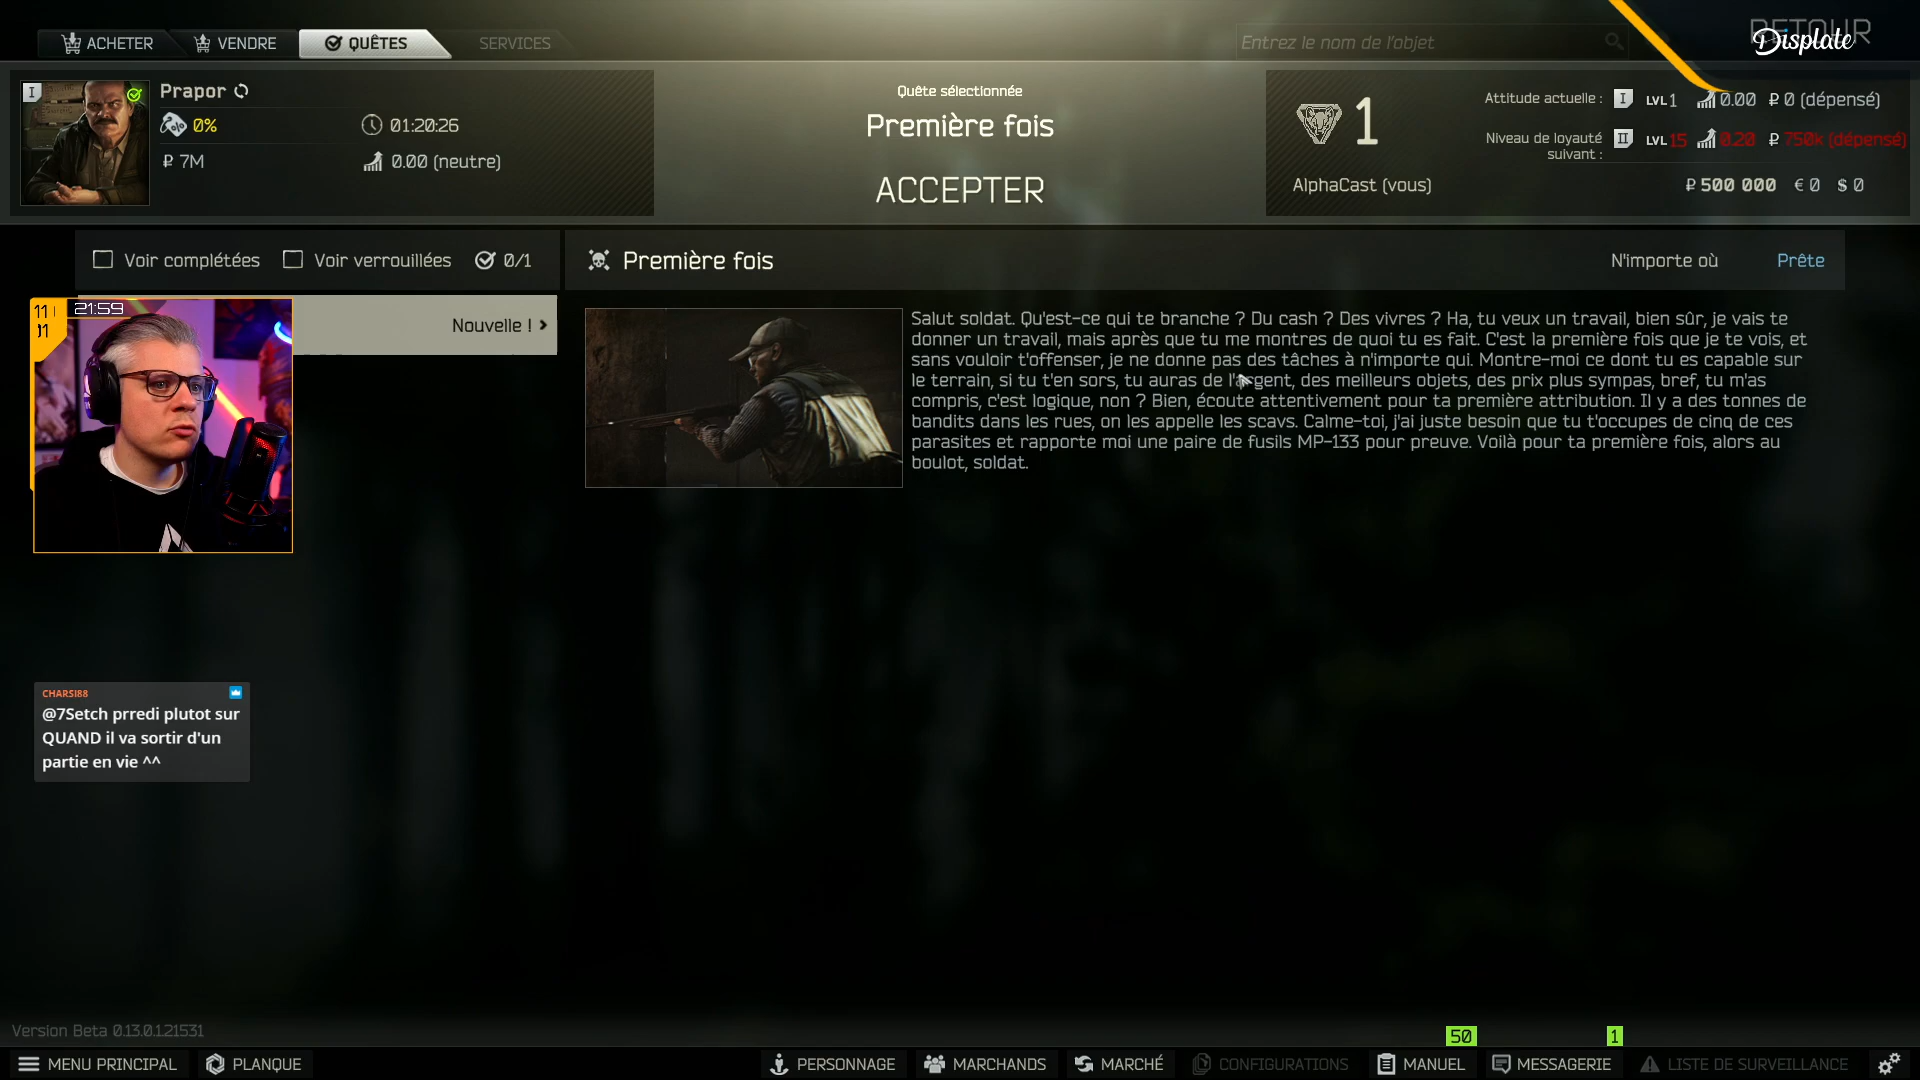 ACHETER
VENDRE
QUÊTES
SERVICES
Entrez le nom de l'objet
RETOUR
Displate
I
Prapor
0%
01:20:26
₽ 7M
0.00 (neutre)
Quête sélectionnée
Première fois
ACCEPTER
1
Attitude actuelle : I LVL 1 0.00 ₽ 0 (dépensé)
Niveau de loyauté suivant : II LVL 15 0.20 ₽ 750k (dépensé)
AlphaCast (vous)
₽ 500 000 € 0 $ 0
Voir complétées
Voir verrouillées
0/1
Première fois
N'importe où
Prête
11
11
21:59
Nouvelle !
Salut soldat. Qu'est-ce qui te branche ? Du cash ? Des vivres ? Ha, tu veux un travail, bien sûr, je vais te
donner un travail, mais après que tu me montres de quoi tu es fait. C'est la première fois que je te vois, et
sans vouloir t'offenser, je ne donne pas des tâches à n'importe qui. Montre-moi ce dont tu es capable sur
le terrain, si tu t'en sors, tu auras de l'argent, des meilleurs objets, des prix plus sympas, bref, tu m'as
compris, c'est logique, non ? Bien, écoute attentivement pour ta première attribution. Il y a des tonnes de
bandits dans les rues, on les appelle les scavs. Calme-toi, j'ai juste besoin que tu t'occupes de cinq de ces
parasites et rapporte moi une paire de fusils MP-133 pour preuve. Voilà pour ta première fois, alors au
boulot, soldat.
CHARSI88
@7Setch prredi plutot sur
QUAND il va sortir d'un
partie en vie ^^
Version Beta 0.13.0.1.21531
50
1
MENU PRINCIPAL
PLANQUE
PERSONNAGE
MARCHANDS
MARCHÉ
CONFIGURATIONS
MANUEL
MESSAGERIE
LISTE DE SURVEILLANCE